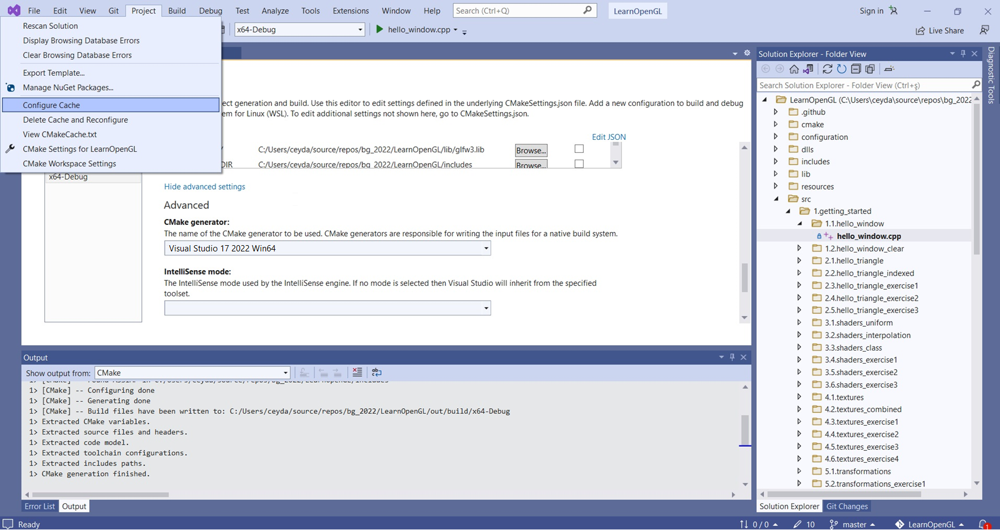 File Edit View Git Project Build Debug Test Analyze Tools Extensions Window Help Search (Ctrl+Q) LearnOpenGL Sign in
x64-Debug hello_window.cpp Live Share
Rescan Solution
Display Browsing Database Errors
Clear Browsing Database Errors
Export Template...
Manage NuGet Packages...
Configure Cache
Delete Cache and Reconfigure
View CMakeCache.txt
CMake Settings for LearnOpenGL
CMake Workspace Settings
ect generation and build. Use this editor to edit settings defined in the underlying CMakeSettings.json file. Add a new configuration to build and debug
em for Linux (WSL). To edit additional settings not shown here, go to CMakeSettings.json.
Edit JSON
C:/Users/ceyda/source/repos/bg_2022/LearnOpenGL/lib/glfw3.lib Browse...
DIR C:/Users/ceyda/source/repos/bg_2022/LearnOpenGL/includes Browse...
x64-Debug
Hide advanced settings
Advanced
CMake generator:
The name of the CMake generator to be used. CMake generators are responsible for writing the input files for a native build system.
Visual Studio 17 2022 Win64
IntelliSense mode:
The IntelliSense mode used by the IntelliSense engine. If no mode is selected then Visual Studio will inherit from the specified
toolset.
Output
Show output from: CMake
1> [CMake] -- Found ASSIMP in C:/Users/ceyda/source/repos/bg_2022/LearnOpenGL/includes
1> [CMake] -- Configuring done
1> [CMake] -- Generating done
1> [CMake] -- Build files have been written to: C:/Users/ceyda/source/repos/bg_2022/LearnOpenGL/out/build/x64-Debug
1> Extracted CMake variables.
1> Extracted source files and headers.
1> Extracted code model.
1> Extracted toolchain configurations.
1> Extracted includes paths.
1> CMake generation finished.
Error List Output
Solution Explorer - Folder View
Search Solution Explorer - Folder View (Ctrl+ş)
LearnOpenGL (C:\Users\ceyda\source\repos\bg_2022
.github
cmake
configuration
dlls
includes
lib
resources
src
1.getting_started
1.1.hello_window
hello_window.cpp
1.2.hello_window_clear
2.1.hello_triangle
2.2.hello_triangle_indexed
2.3.hello_triangle_exercise1
2.4.hello_triangle_exercise2
2.5.hello_triangle_exercise3
3.1.shaders_uniform
3.2.shaders_interpolation
3.3.shaders_class
3.4.shaders_exercise1
3.5.shaders_exercise2
3.6.shaders_exercise3
4.1.textures
4.2.textures_combined
4.3.textures_exercise1
4.4.textures_exercise2
4.5.textures_exercise3
4.6.textures_exercise4
5.1.transformations
5.2.transformations_exercise1
Solution Explorer Git Changes
Diagnostic Tools
Ready 0 / 0 10 master LearnOpenGL 1